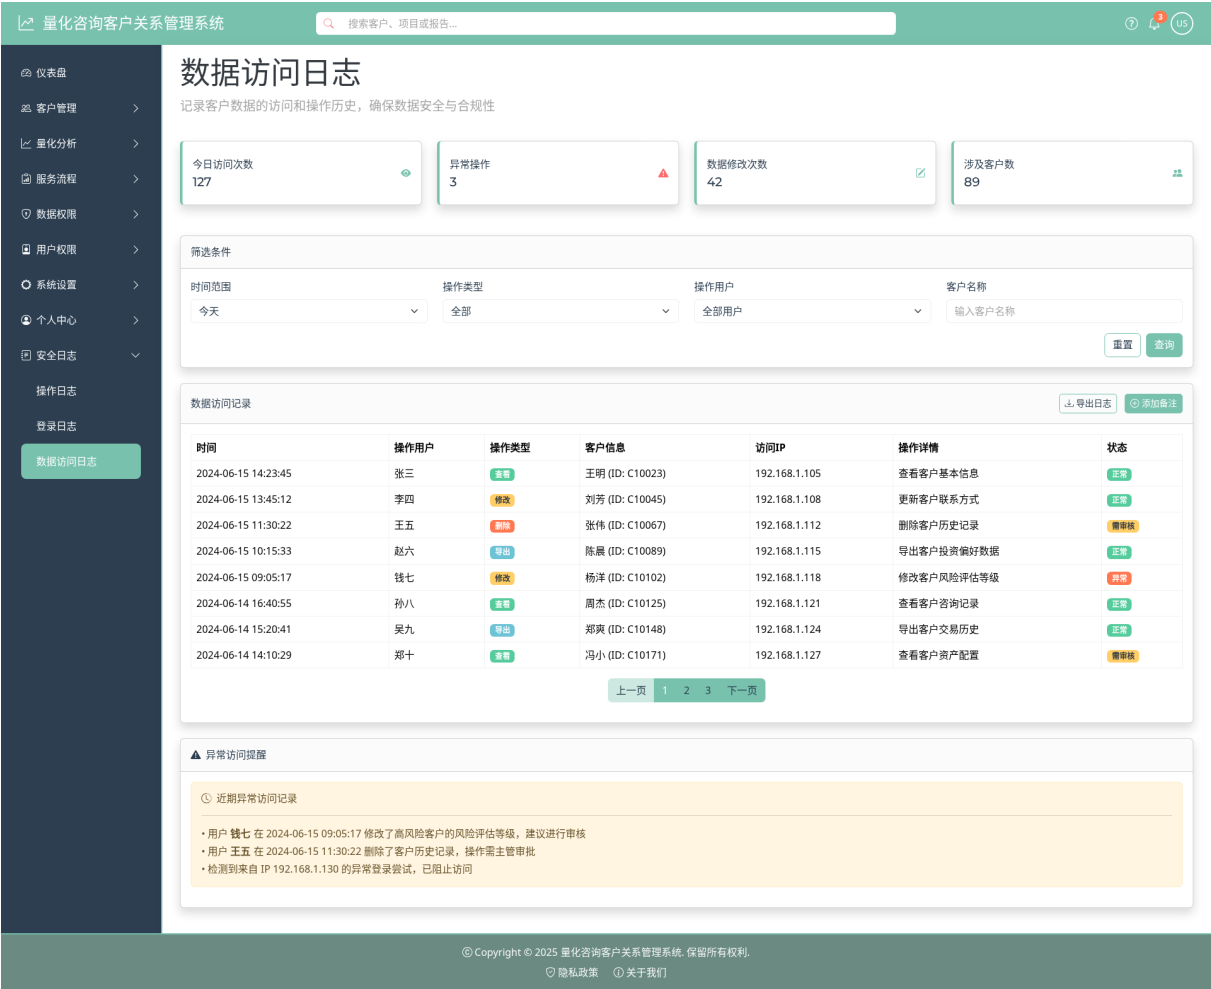 量化咨询客户关系管理系统
搜索客户、项目或报告...
3
US
仪表盘
客户管理
量化分析
服务流程
数据权限
用户权限
系统设置
个人中心
安全日志
操作日志
登录日志
数据访问日志
数据访问日志
记录客户数据的访问和操作历史，确保数据安全与合规性
今日访问次数
127
异常操作
3
数据修改次数
42
涉及客户数
89
筛选条件
时间范围 操作类型 操作用户 客户名称
今天 全部 全部用户 输入客户名称
重置 查询
数据访问记录 导出日志 添加备注
时间 操作用户 操作类型 客户信息 访问IP 操作详情 状态
2024-06-15 14:23:45 张三 查看 王明 (ID: C10023) 192.168.1.105 查看客户基本信息 正常
2024-06-15 13:45:12 李四 修改 刘芳 (ID: C10045) 192.168.1.108 更新客户联系方式 正常
2024-06-15 11:30:22 王五 删除 张伟 (ID: C10067) 192.168.1.112 删除客户历史记录 需审核
2024-06-15 10:15:33 赵六 导出 陈晨 (ID: C10089) 192.168.1.115 导出客户投资偏好数据 正常
2024-06-15 09:05:17 钱七 修改 杨洋 (ID: C10102) 192.168.1.118 修改客户风险评估等级 异常
2024-06-14 16:40:55 孙八 查看 周杰 (ID: C10125) 192.168.1.121 查看客户咨询记录 正常
2024-06-14 15:20:41 吴九 导出 郑爽 (ID: C10148) 192.168.1.124 导出客户交易历史 正常
2024-06-14 14:10:29 郑十 查看 冯小 (ID: C10171) 192.168.1.127 查看客户资产配置 需审核
上一页 1 2 3 下一页
异常访问提醒
近期异常访问记录
• 用户 钱七 在 2024-06-15 09:05:17 修改了高风险客户的风险评估等级，建议进行审核
• 用户 王五 在 2024-06-15 11:30:22 删除了客户历史记录，操作需主管审批
• 检测到来自 IP 192.168.1.130 的异常登录尝试，已阻止访问
© Copyright © 2025 量化咨询客户关系管理系统. 保留所有权利.
隐私政策 关于我们